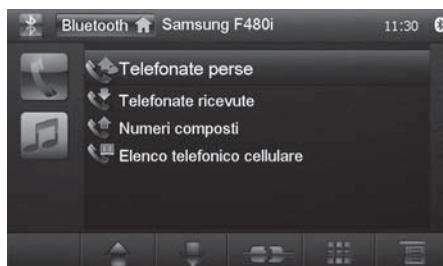 Bluetooth Samsung F480i 11:30
Telefonate perse
Telefonate ricevute
Numeri composti
Elenco telefonico cellulare